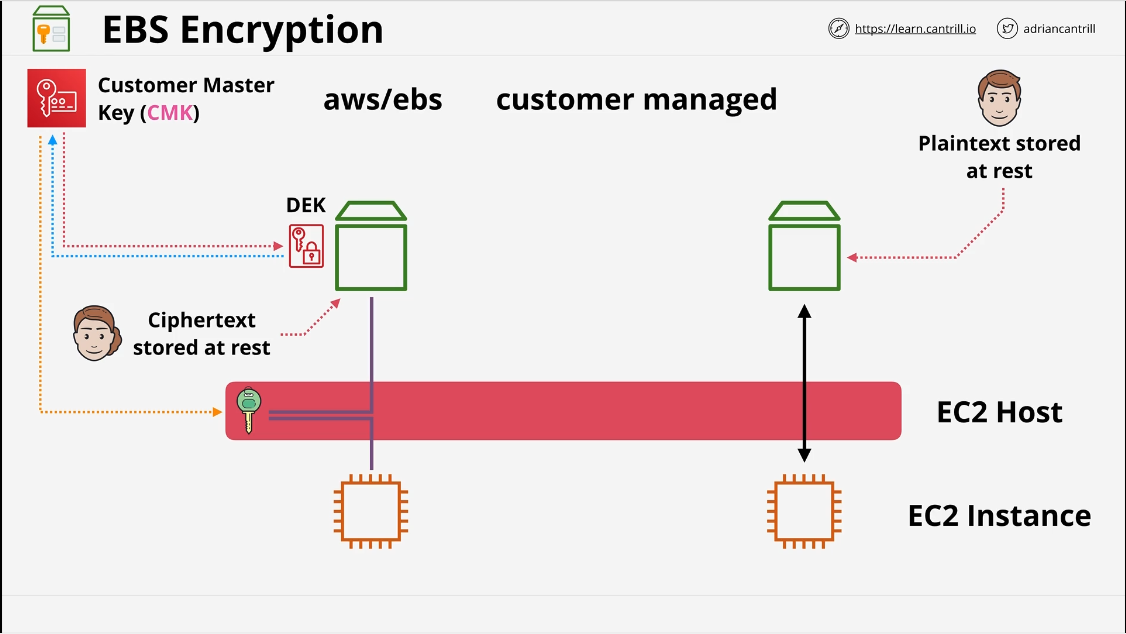 EBS Encryption
https://learn.cantrill.io
adriancantrill
Customer Master
Key (CMK)
aws/ebs
customer managed
Plaintext stored
at rest
DEK
Ciphertext
stored at rest
EC2 Host
EC2 Instance